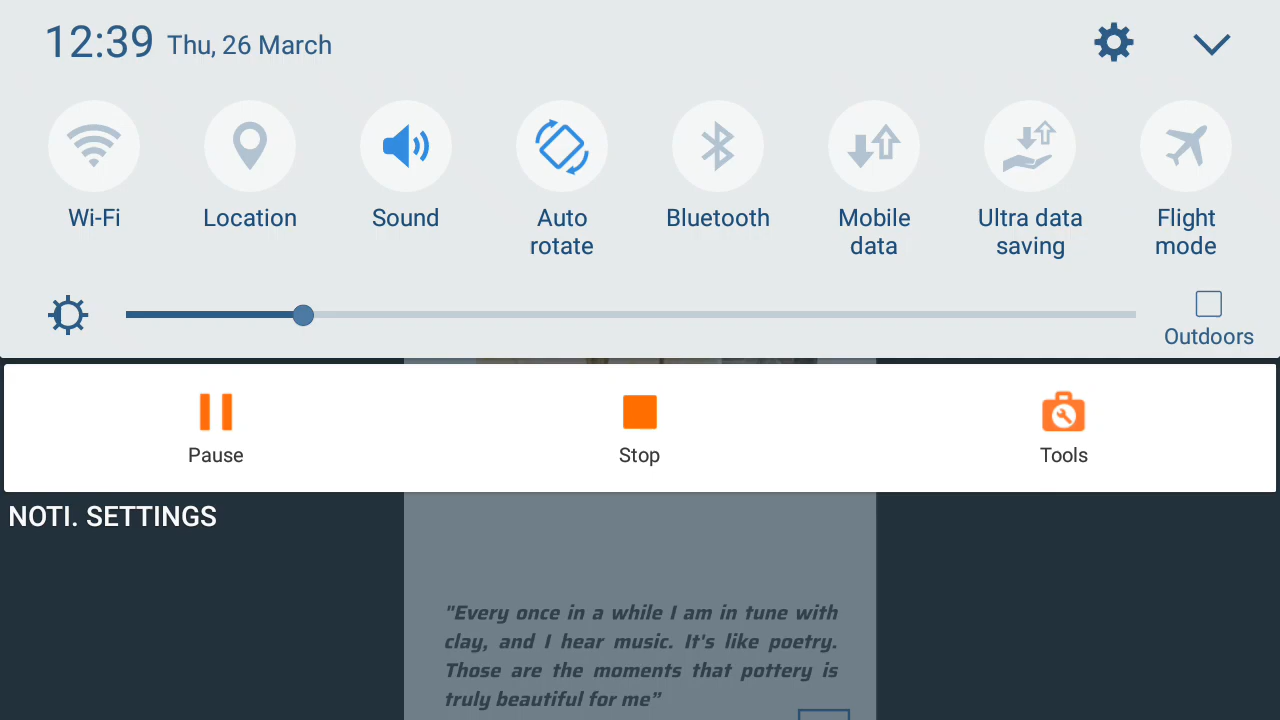 12:39 Thu, 26 March
Wi-Fi
Location
Sound
Auto
rotate
Bluetooth
Mobile
data
Ultra data
saving
Flight
mode
Outdoors
Pause
Stop
Tools
NOTI. SETTINGS
"Every once in a while I am in tune with
clay, and I hear music. It's like poetry.
Those are the moments that pottery is
truly beautiful for me”